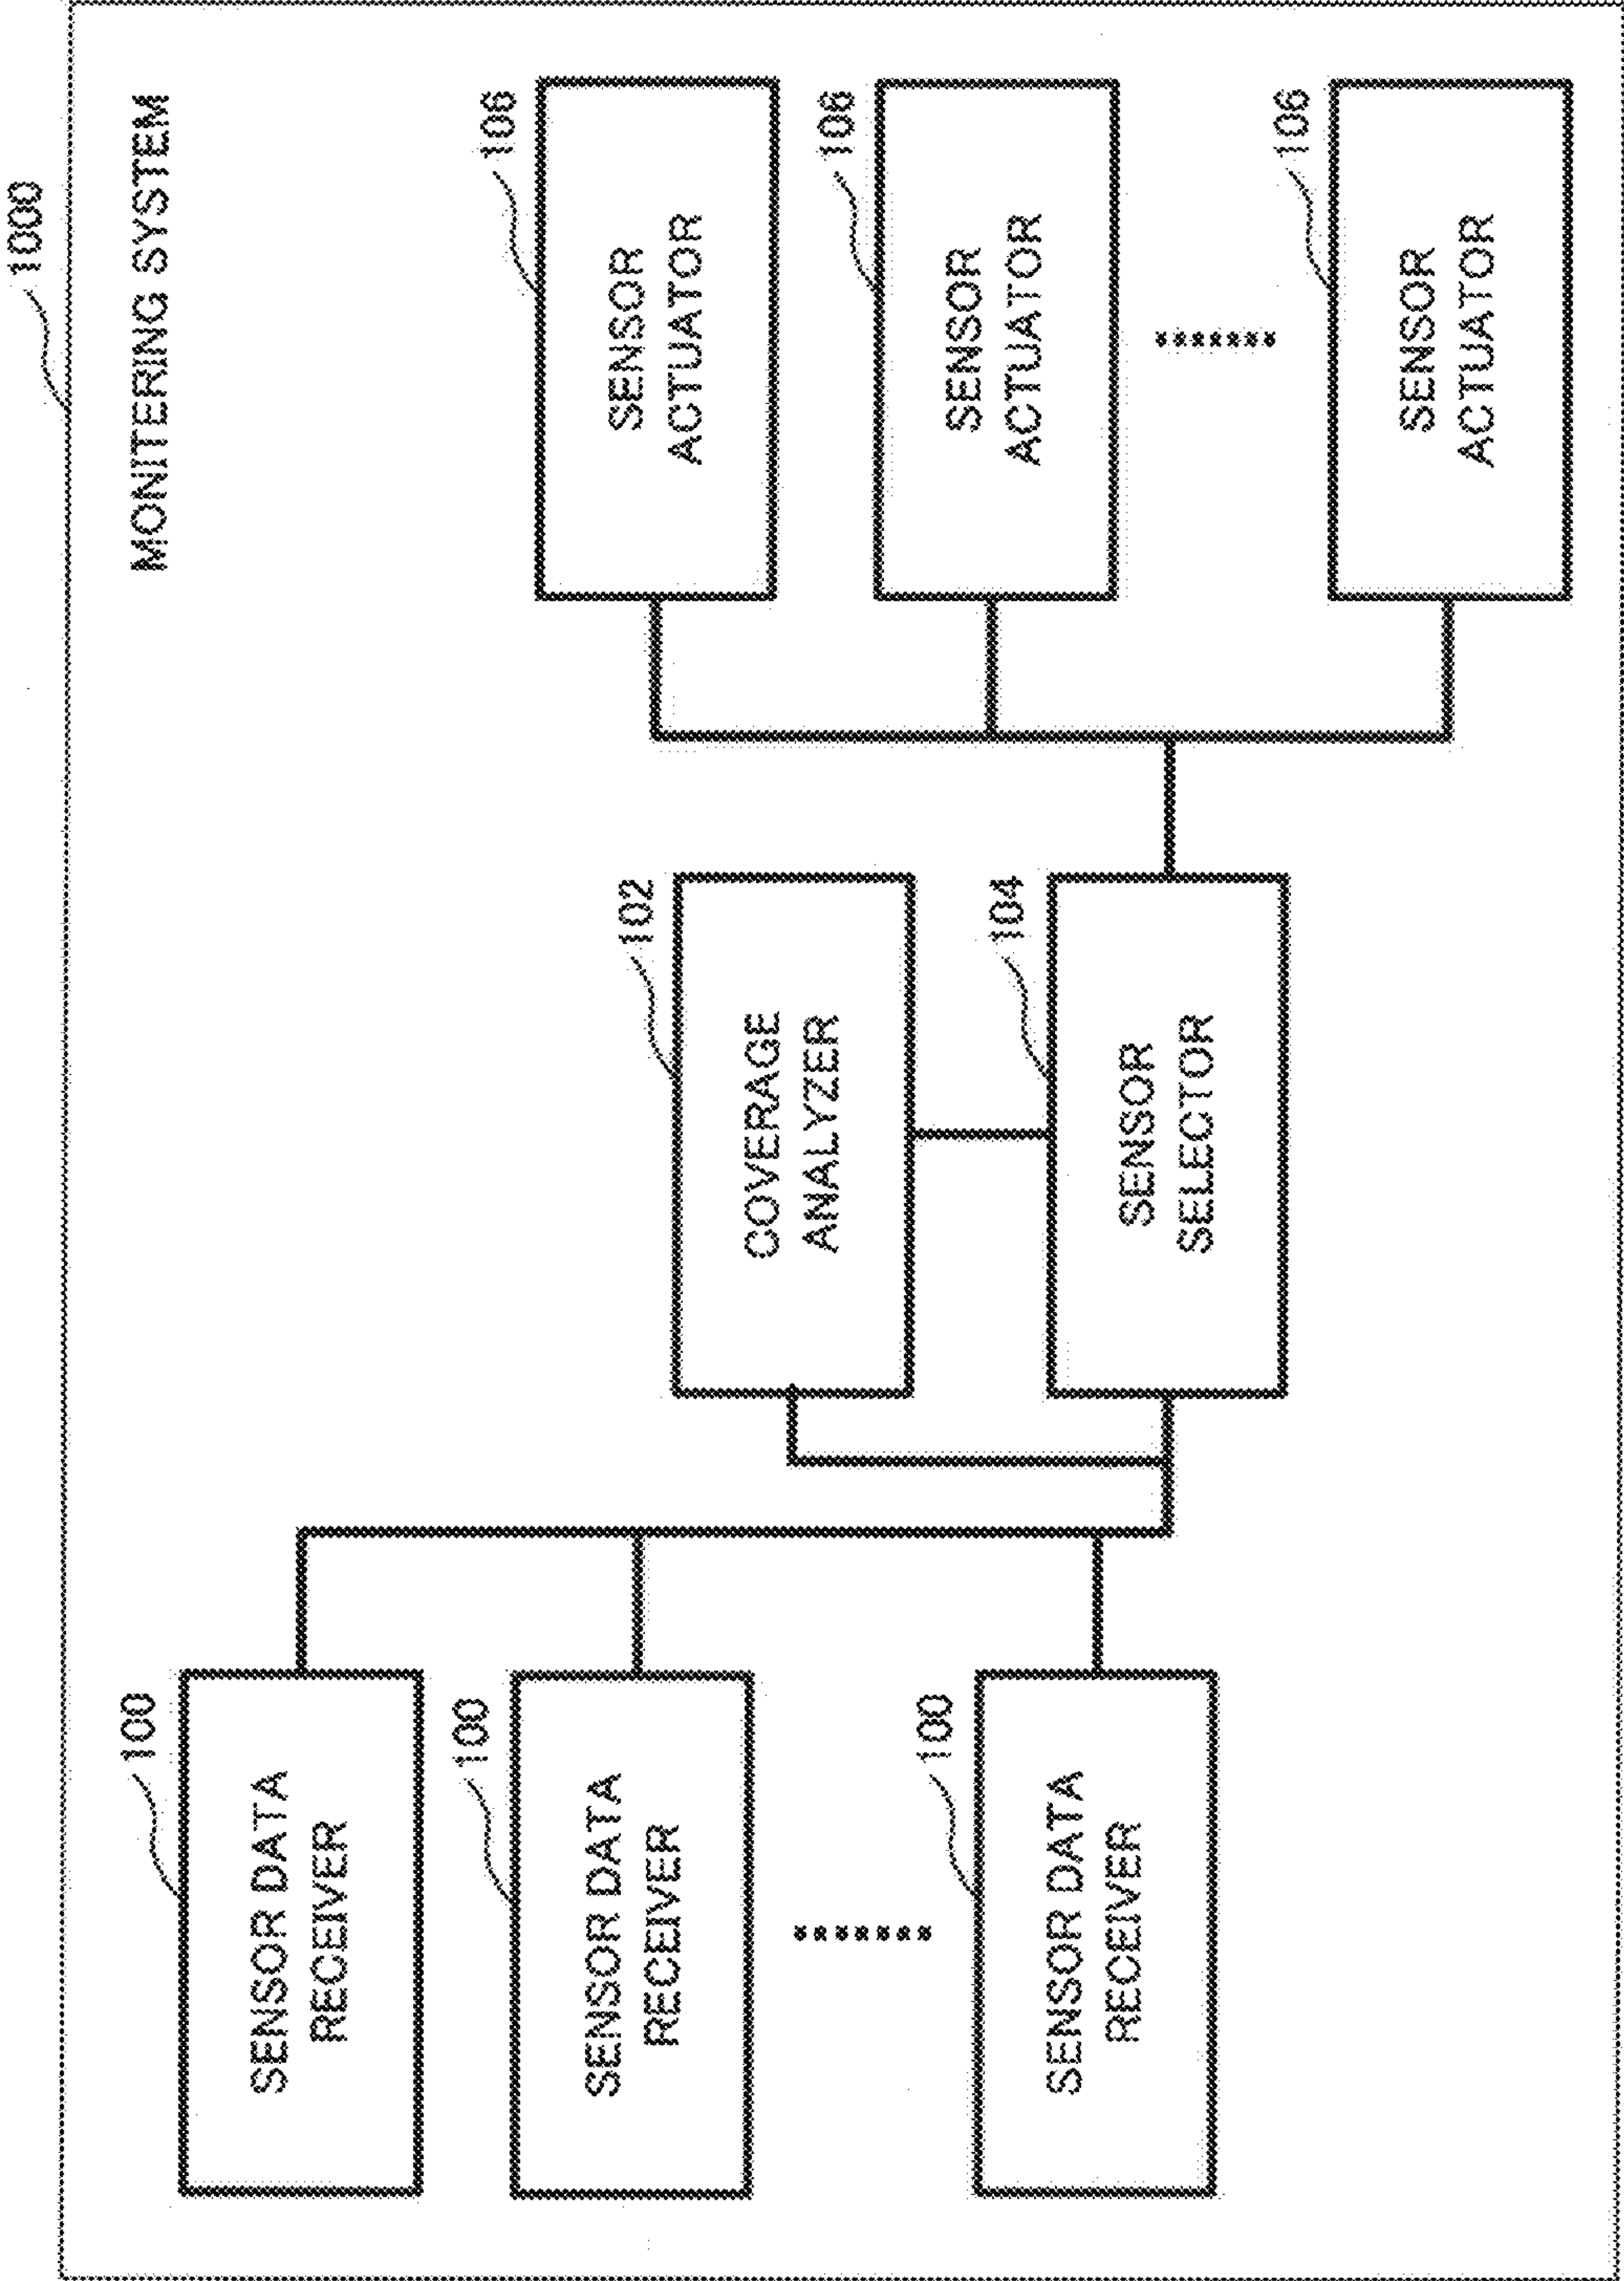 1000
MONITERING SYSTEM
100
SENSOR DATA
RECEIVER
100
SENSOR DATA
RECEIVER
100
SENSOR DATA
RECEIVER
102
COVERAGE
ANALYZER
104
SENSOR
SELECTOR
106
SENSOR
ACTUATOR
106
SENSOR
ACTUATOR
106
SENSOR
ACTUATOR